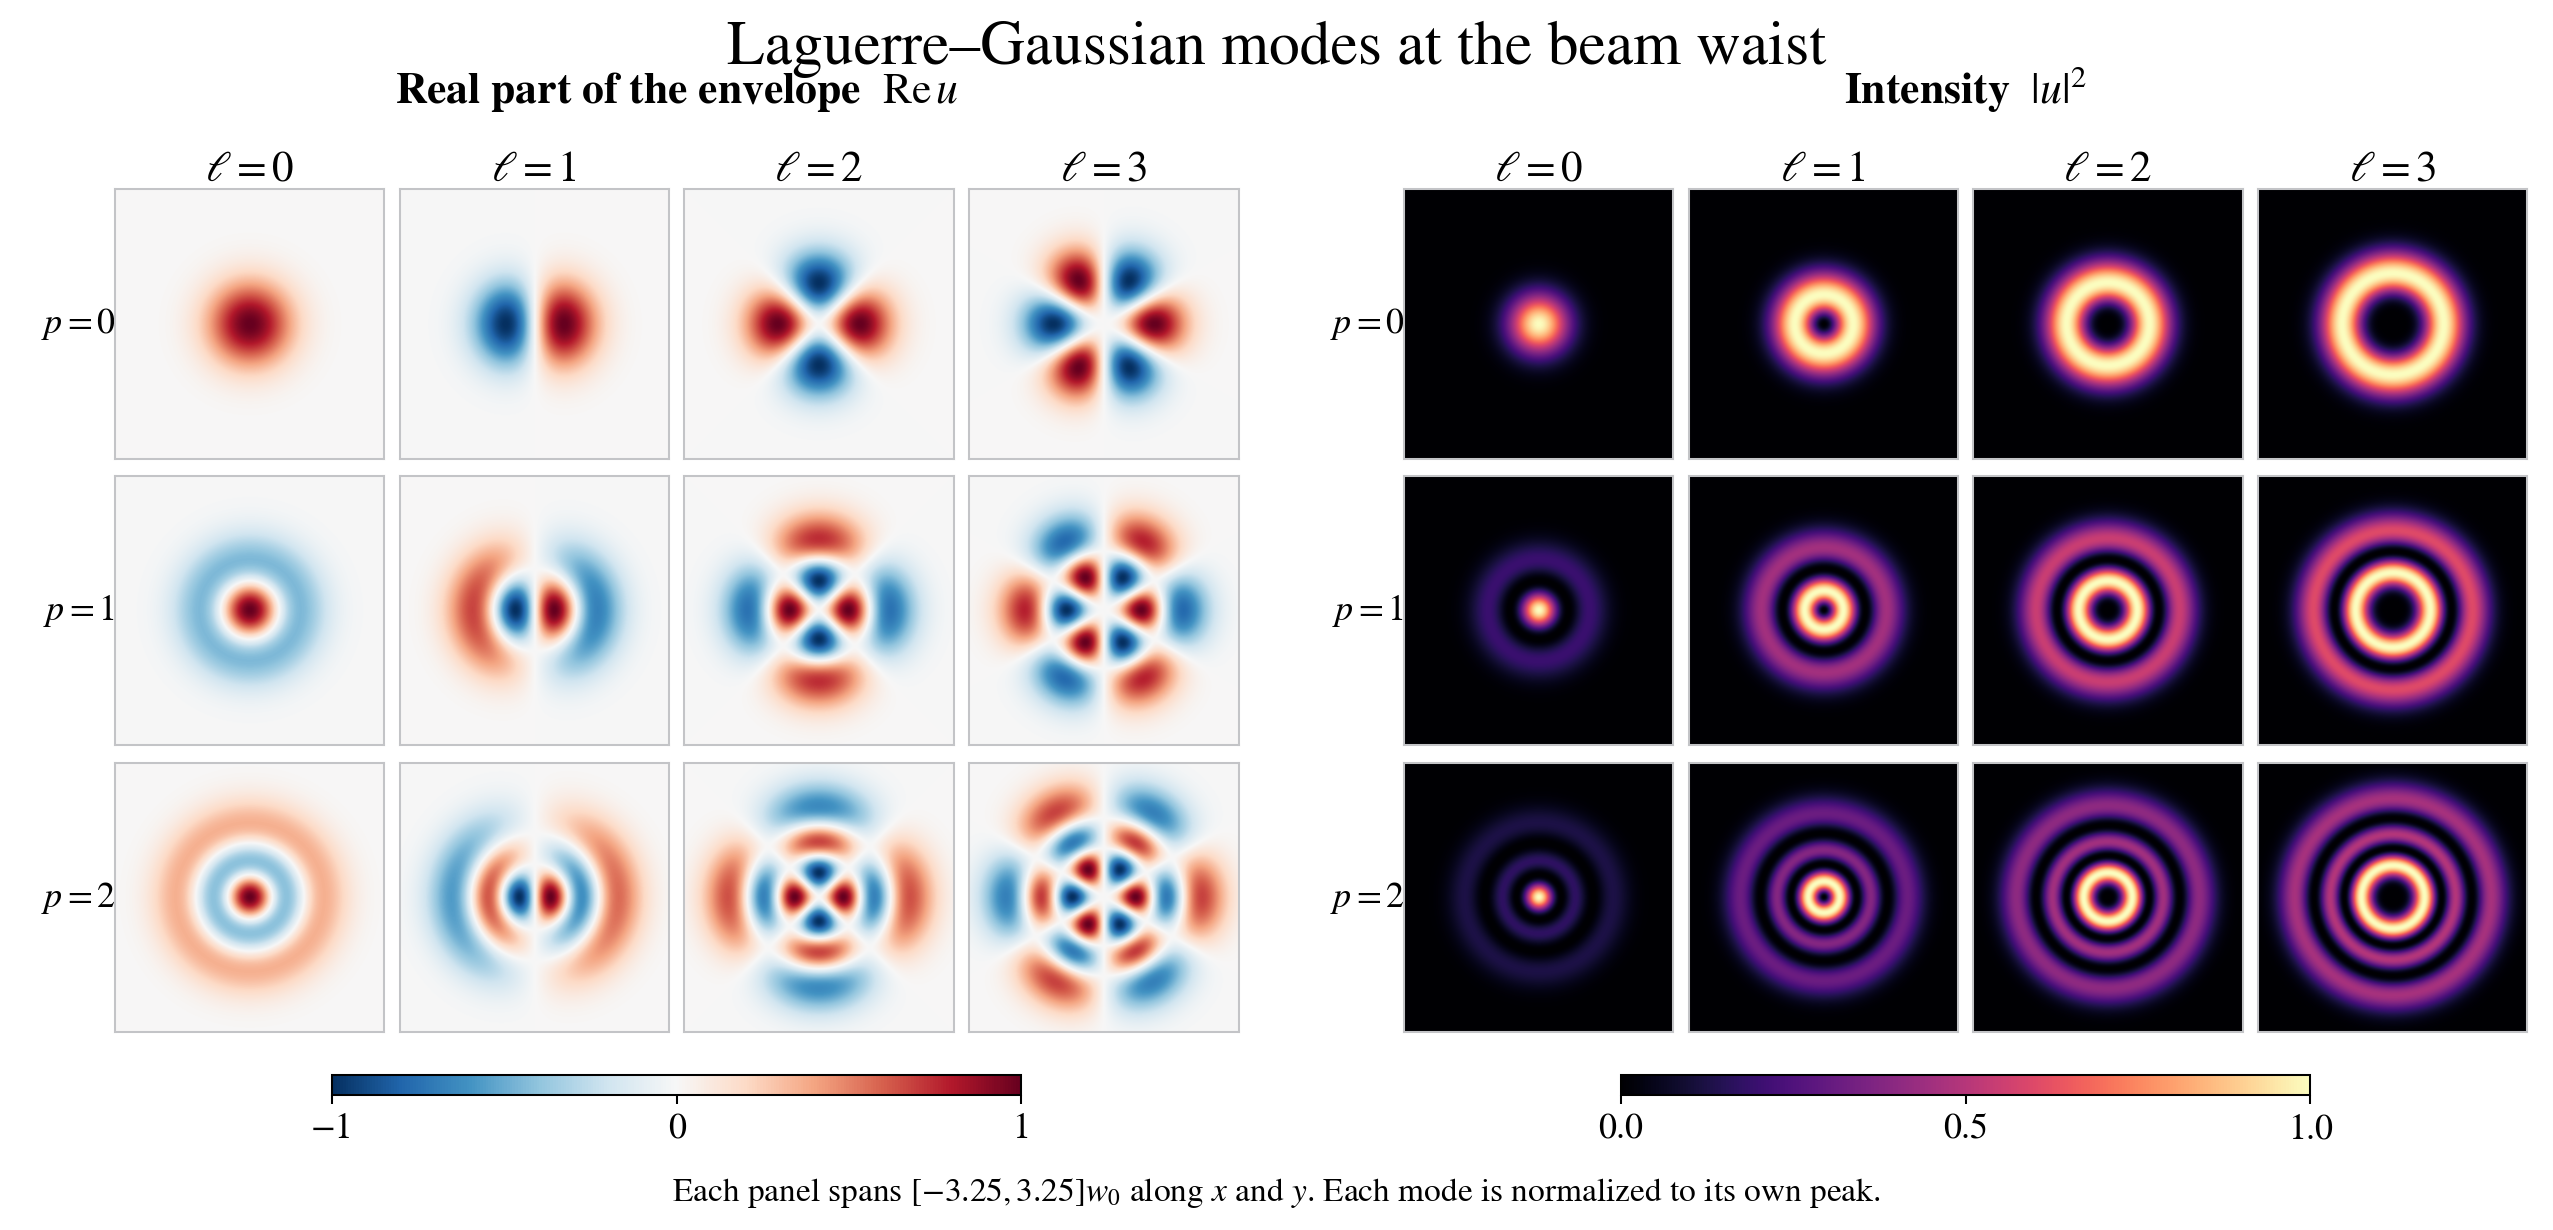 Laguerre–Gaussian modes at the beam waist
Real part of the envelope Re u
Intensity |u|²
ℓ = 0 ℓ = 1 ℓ = 2 ℓ = 3
ℓ = 0 ℓ = 1 ℓ = 2 ℓ = 3
p = 0
p = 0
p = 1
p = 1
p = 2
p = 2
−1 0 1
0.0 0.5 1.0
Each panel spans [−3.25, 3.25]w₀ along x and y. Each mode is normalized to its own peak.